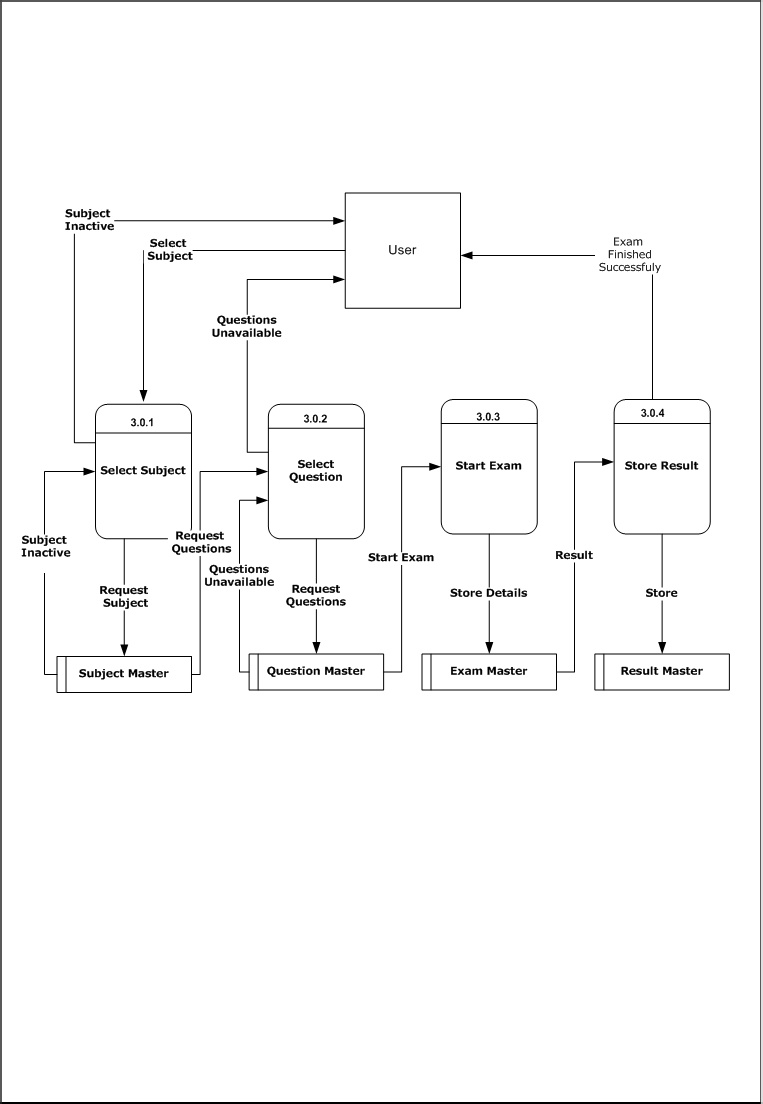 Subject
Inactive
Select
Subject
User
Exam
Finished
Successfuly
Questions
Unavailable
3.0.1
3.0.2
3.0.3
3.0.4
Select Subject
Select
Question
Start Exam
Store Result
Subject
Inactive
Request
Questions
Questions
Unavailable
Start Exam
Result
Request
Subject
Request
Questions
Store Details
Store
Subject Master
Question Master
Exam Master
Result Master